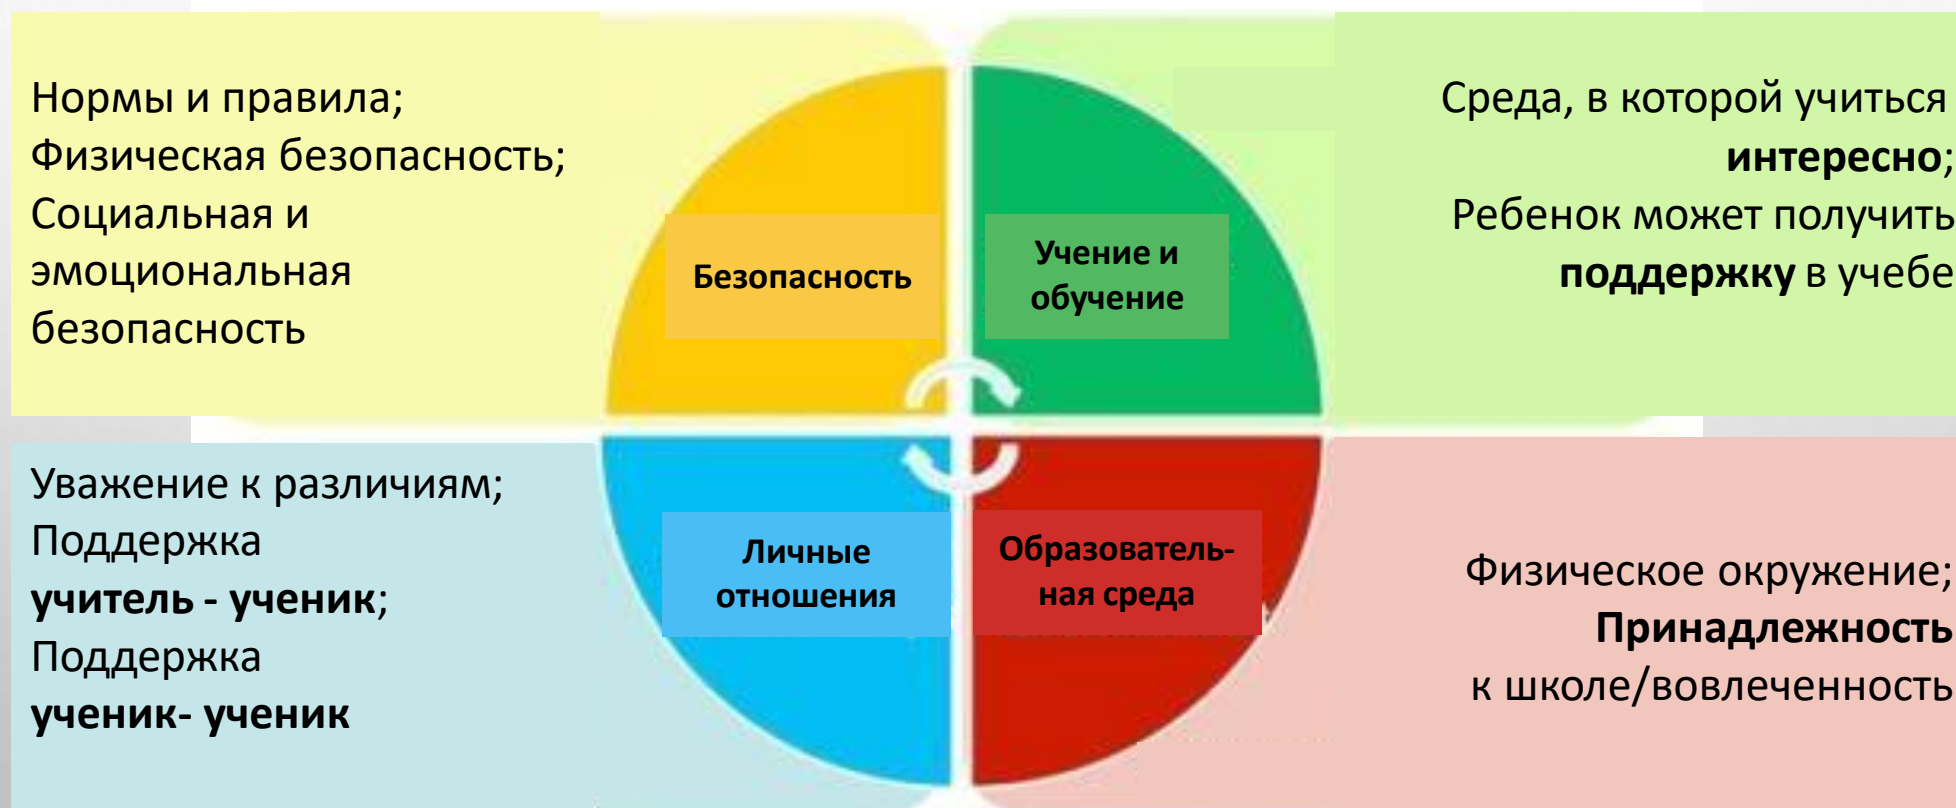 Нормы и правила;
Физическая безопасность;
Социальная и
эмоциональная
безопасность
Безопасность
Учение и
обучение
Среда, в которой учиться
интересно;
Ребенок может получить
поддержку в учебе
Уважение к различиям;
Поддержка
учитель - ученик;
Поддержка
ученик- ученик
Личные
отношения
Образователь-
ная среда
Физическое окружение;
Принадлежность
к школе/вовлеченность